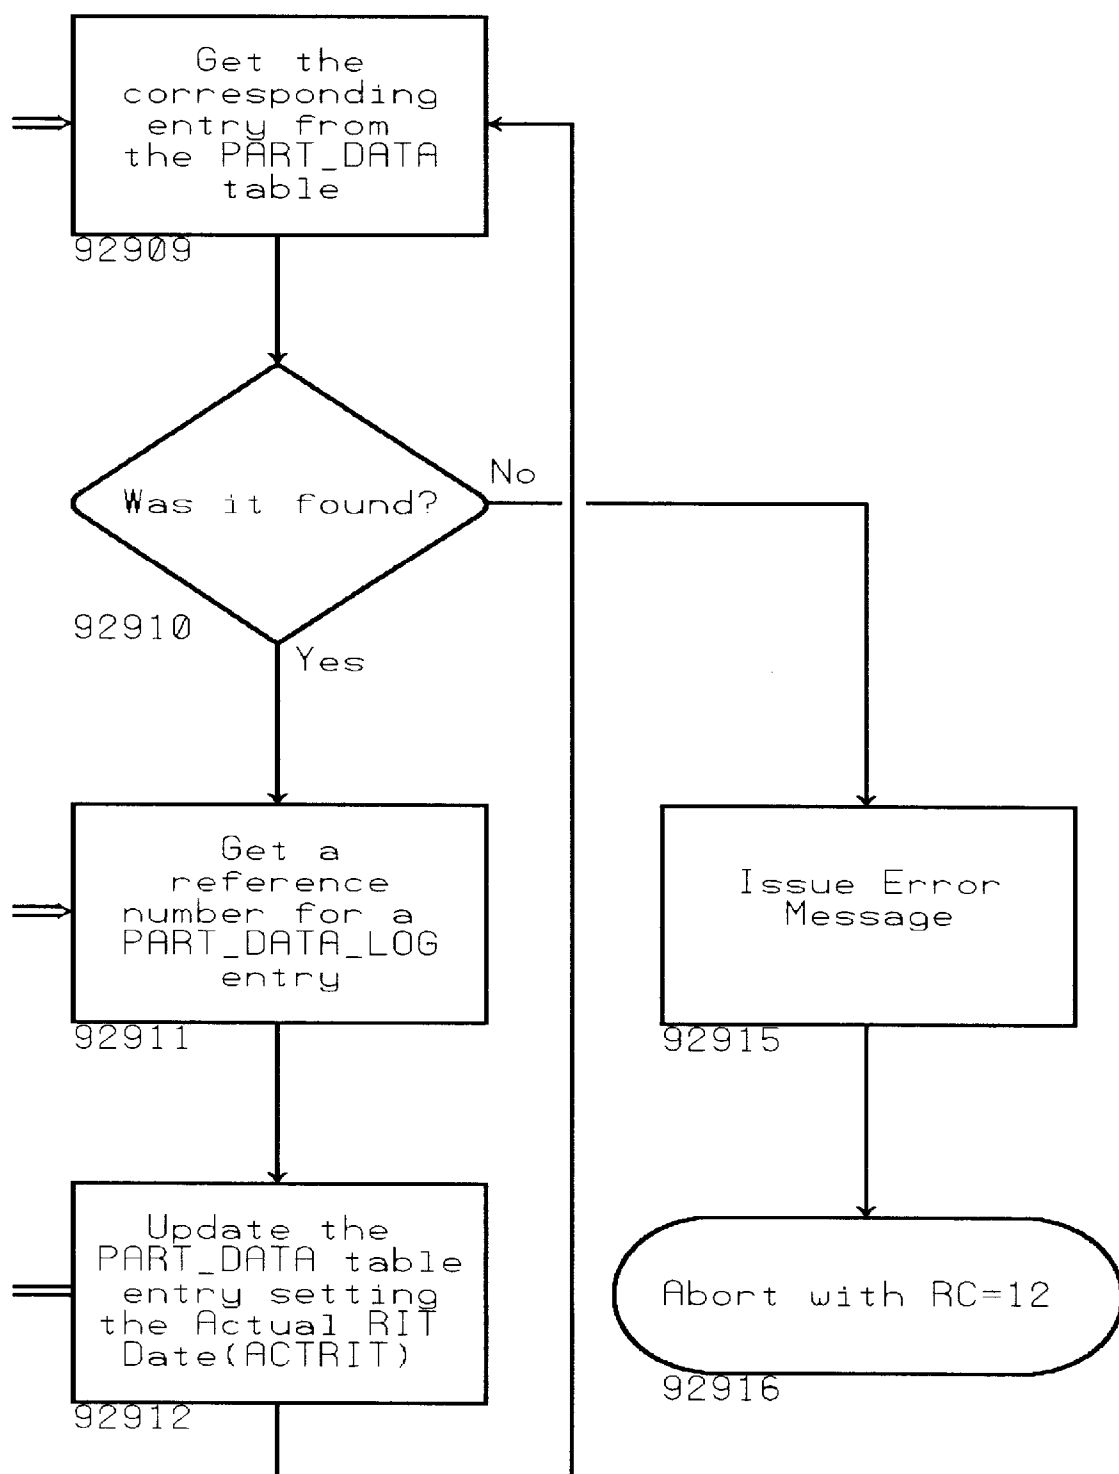 Get the
corresponding
entry from
the PART_DATA
table
92909
Was it found?
No
92910
Yes
Get a
reference
number for a
PART_DATA_LOG
entry
92911
Issue Error
Message
92915
Update the
PART_DATA table
entry setting
the Actual RIT
Date(ACTRIT)
92912
Abort with RC=12
92916